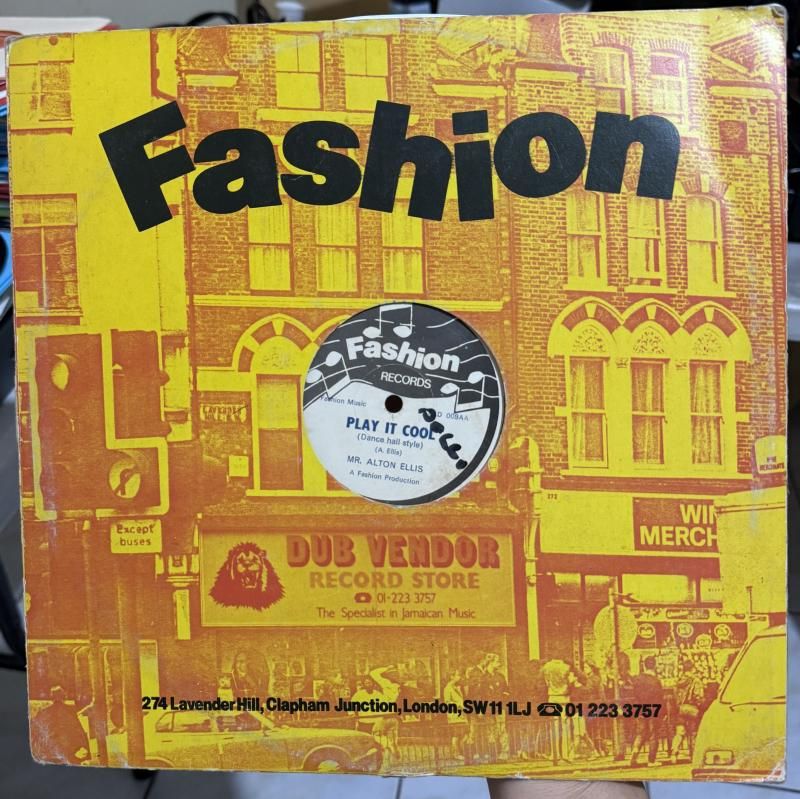 Fashion
Fashion
RECORDS
Fashion Music
D 009AA
PLAY IT COOL
(Dance hall style)
(A. Ellis)
MR. ALTON ELLIS
A Fashion Production
Except
buses
272
WIN
MERCH
DUB VENDOR
RECORD STORE
01-223 3757
The Specialist in Jamaican Music
274 Lavender Hill, Clapham Junction, London, SW11 1LJ ☎ 01 223 3757